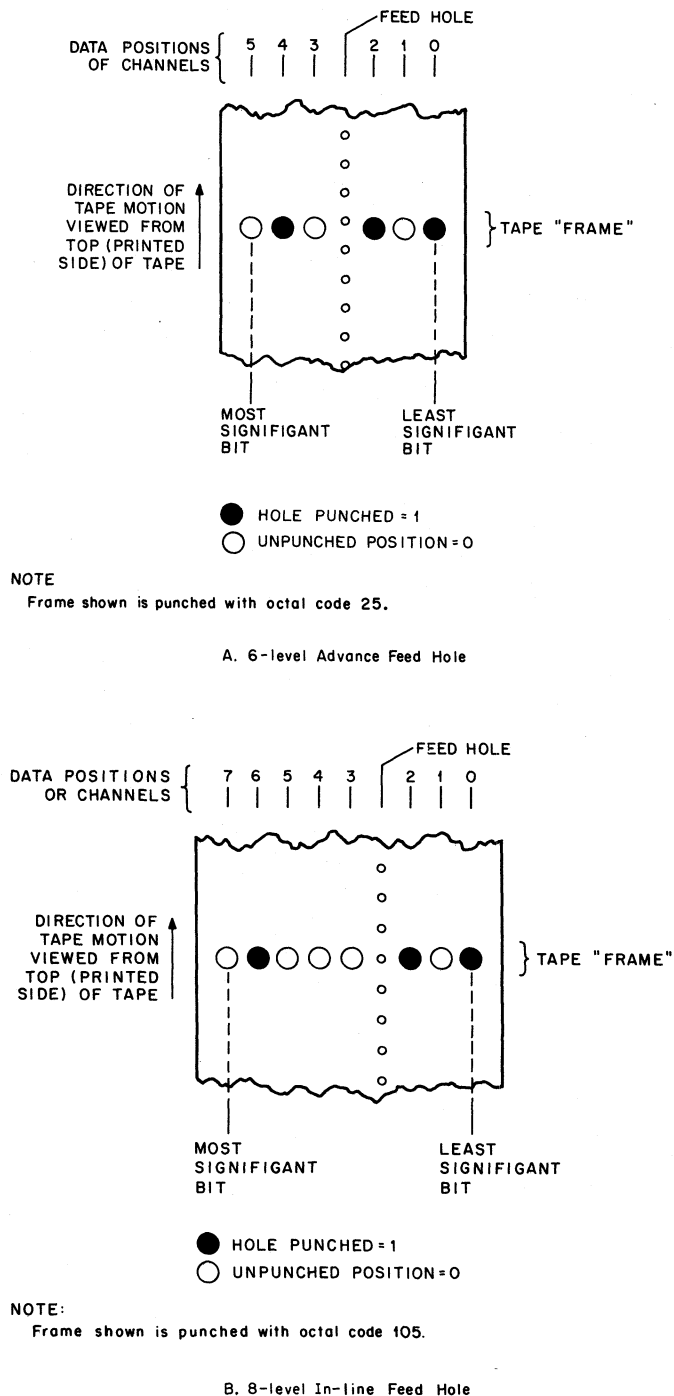 FEED HOLE
DATA POSITIONS
OF CHANNELS
5 4 3 2 1 0
DIRECTION OF
TAPE MOTION
VIEWED FROM
TOP (PRINTED
SIDE) OF TAPE
TAPE "FRAME"
MOST
SIGNIFIGANT
BIT
LEAST
SIGNIFIGANT
BIT
HOLE PUNCHED = 1
UNPUNCHED POSITION = 0
NOTE
Frame shown is punched with octal code 25.
A. 6-level Advance Feed Hole
FEED HOLE
DATA POSITIONS
OR CHANNELS
7 6 5 4 3 2 1 0
DIRECTION OF
TAPE MOTION
VIEWED FROM
TOP (PRINTED
SIDE) OF TAPE
TAPE "FRAME"
MOST
SIGNIFIGANT
BIT
LEAST
SIGNIFIGANT
BIT
HOLE PUNCHED = 1
UNPUNCHED POSITION = 0
NOTE:
Frame shown is punched with octal code 105.
B. 8-level In-line Feed Hole